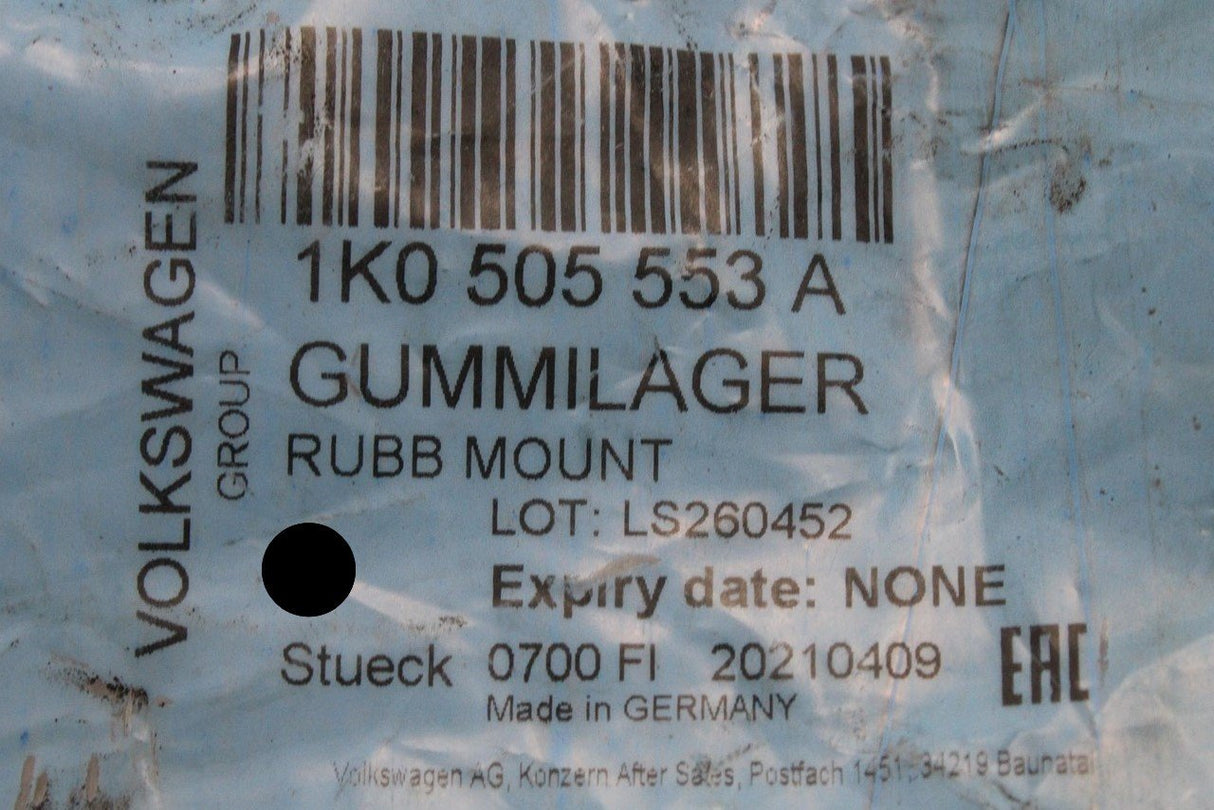 VOLKSWAGEN
GROUP
1K0 505 553 A
GUMMILAGER
RUBB MOUNT
LOT: LS260452
Expiry date: NONE
Stueck 0700 FI 20210409
EAC
Made in GERMANY
Volkswagen AG, Konzern After Sales, Postfach 1451, 34219 Baunatal